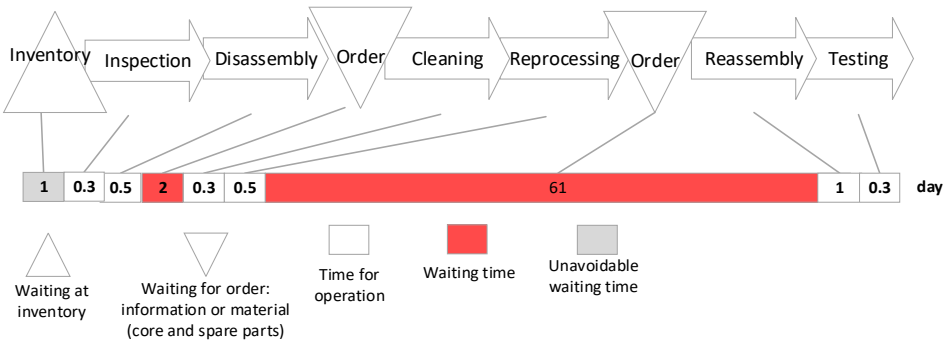 Inventory
Inspection
Disassembly
Order
Cleaning
Reprocessing
Order
Reassembly
Testing
1 0.3 0.5 2 0.3 0.5 61 1 0.3 day
Waiting at
inventory
Waiting for order:
information or material
(core and spare parts)
Time for
operation
Waiting time
Unavoidable
waiting time